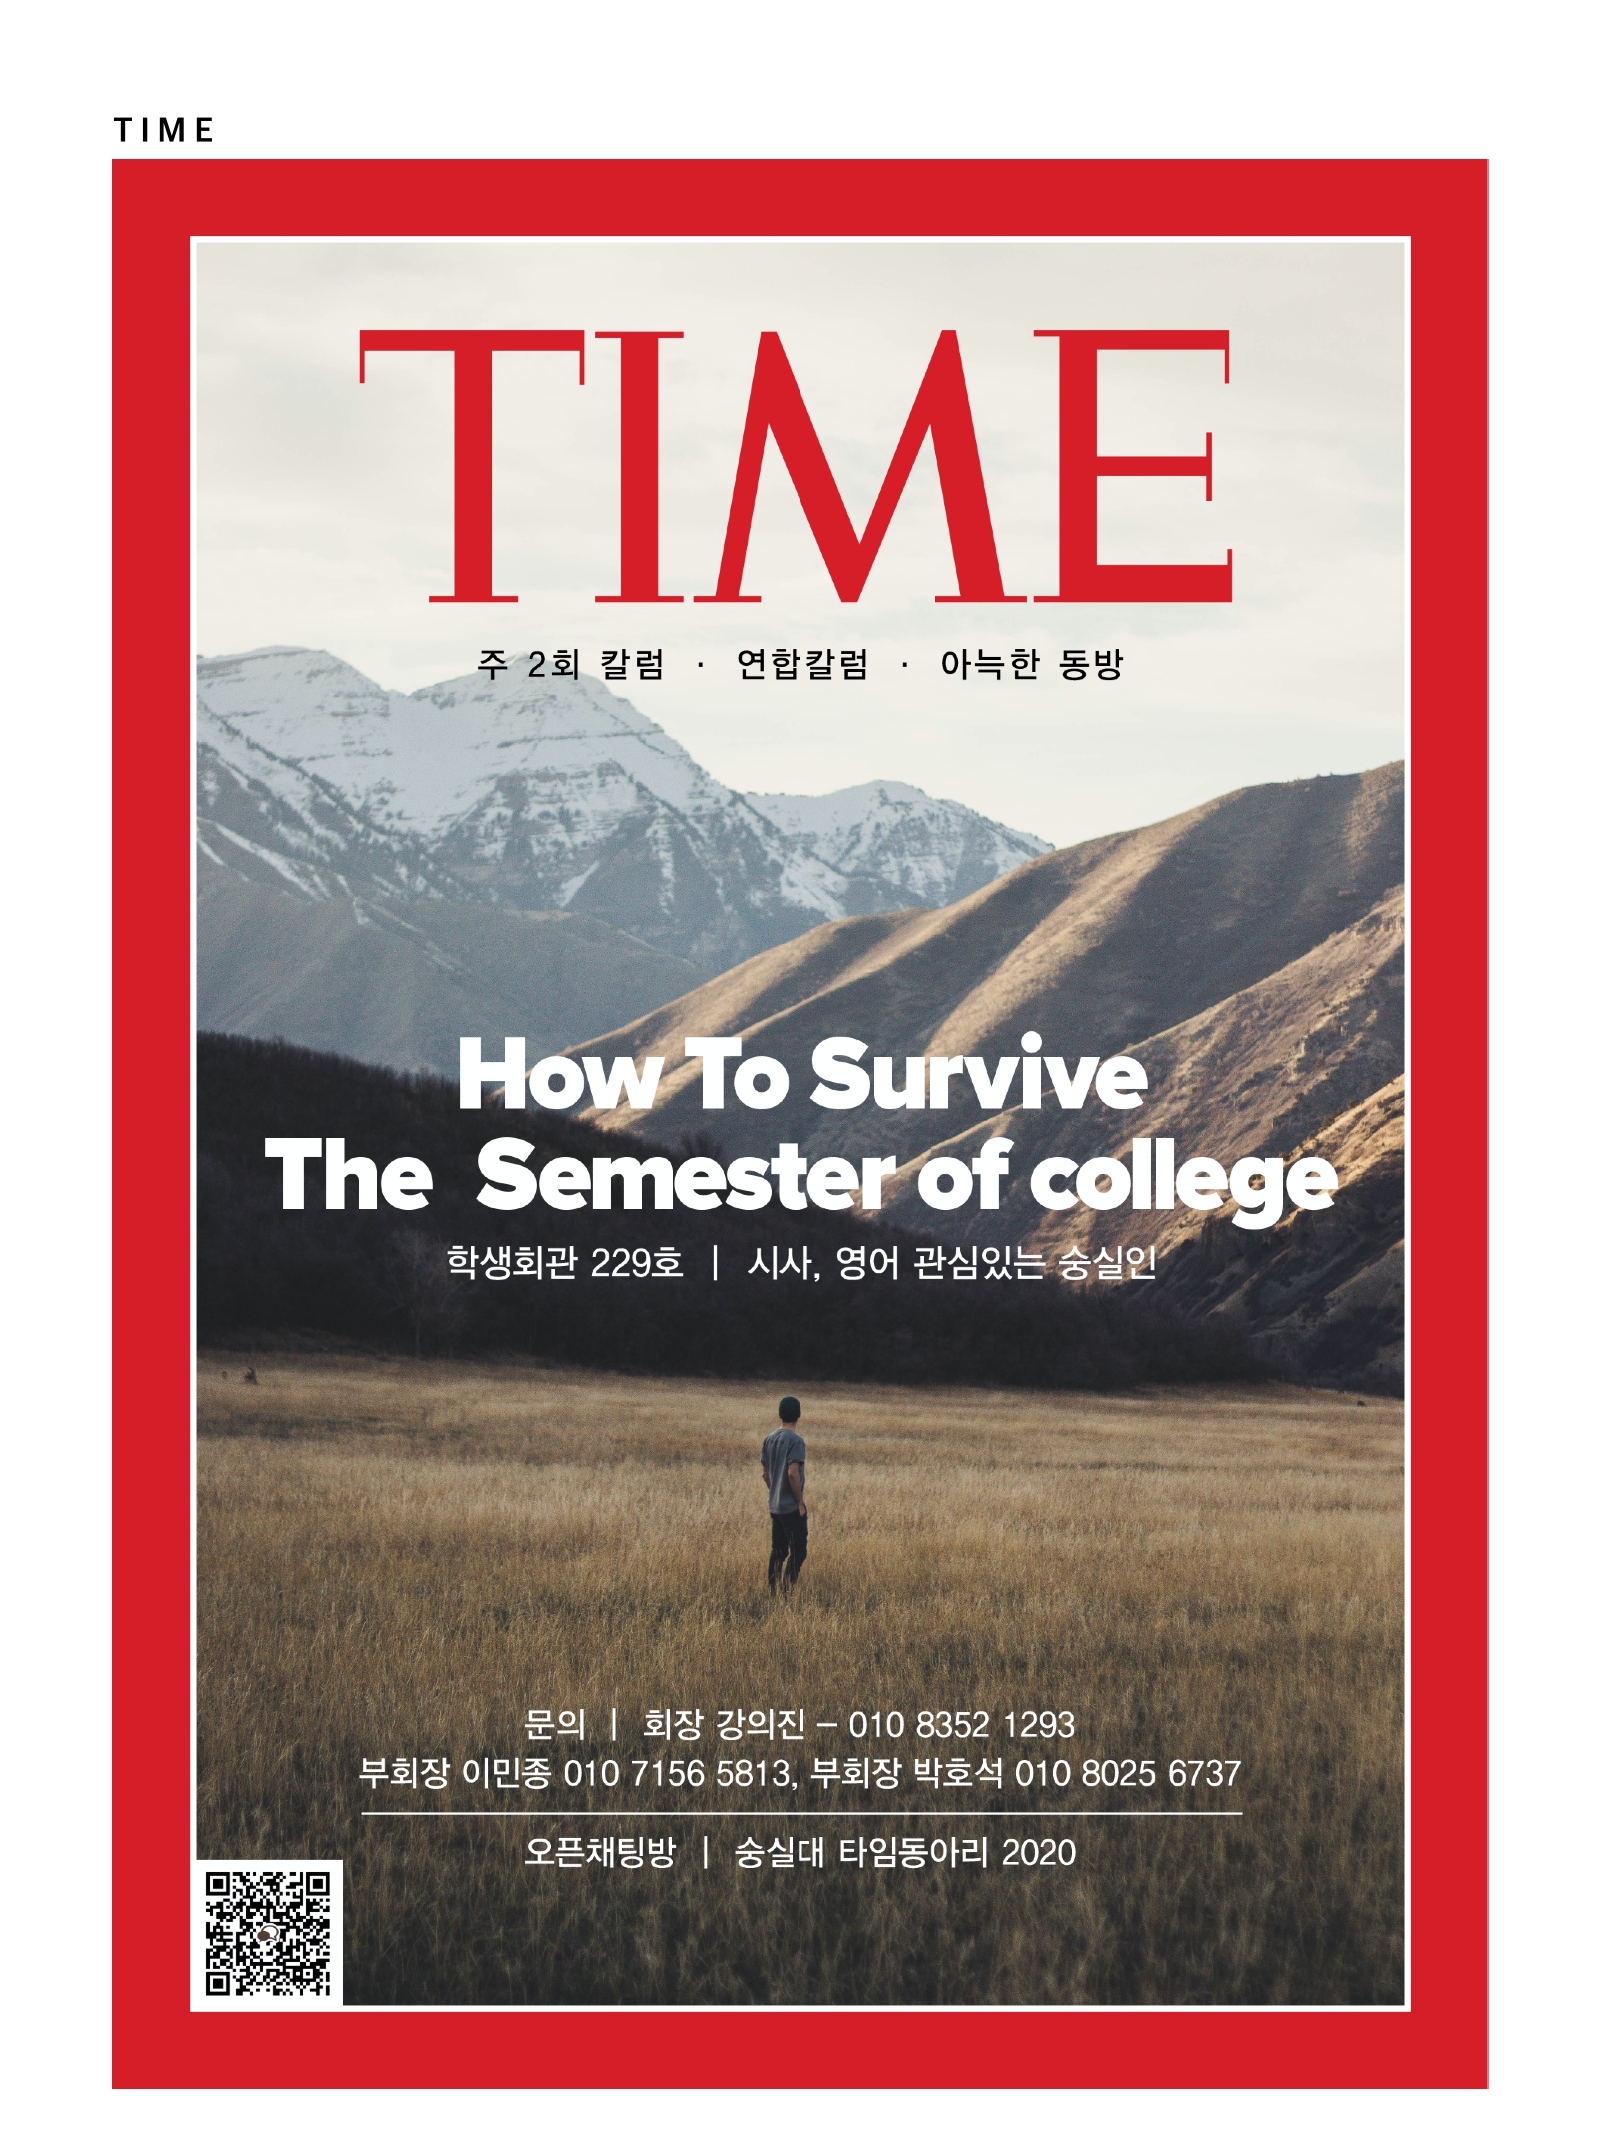 TIME
TIME
주 2회 칼럼 · 연합칼럼 · 아늑한 동방
How To Survive
The Semester of college
학생회관 229호 | 시사, 영어 관심있는 숭실인
문의 | 회장 강의진 – 010 8352 1293
부회장 이민종 010 7156 5813, 부회장 박호석 010 8025 6737
오픈채팅방 | 숭실대 타임동아리 2020